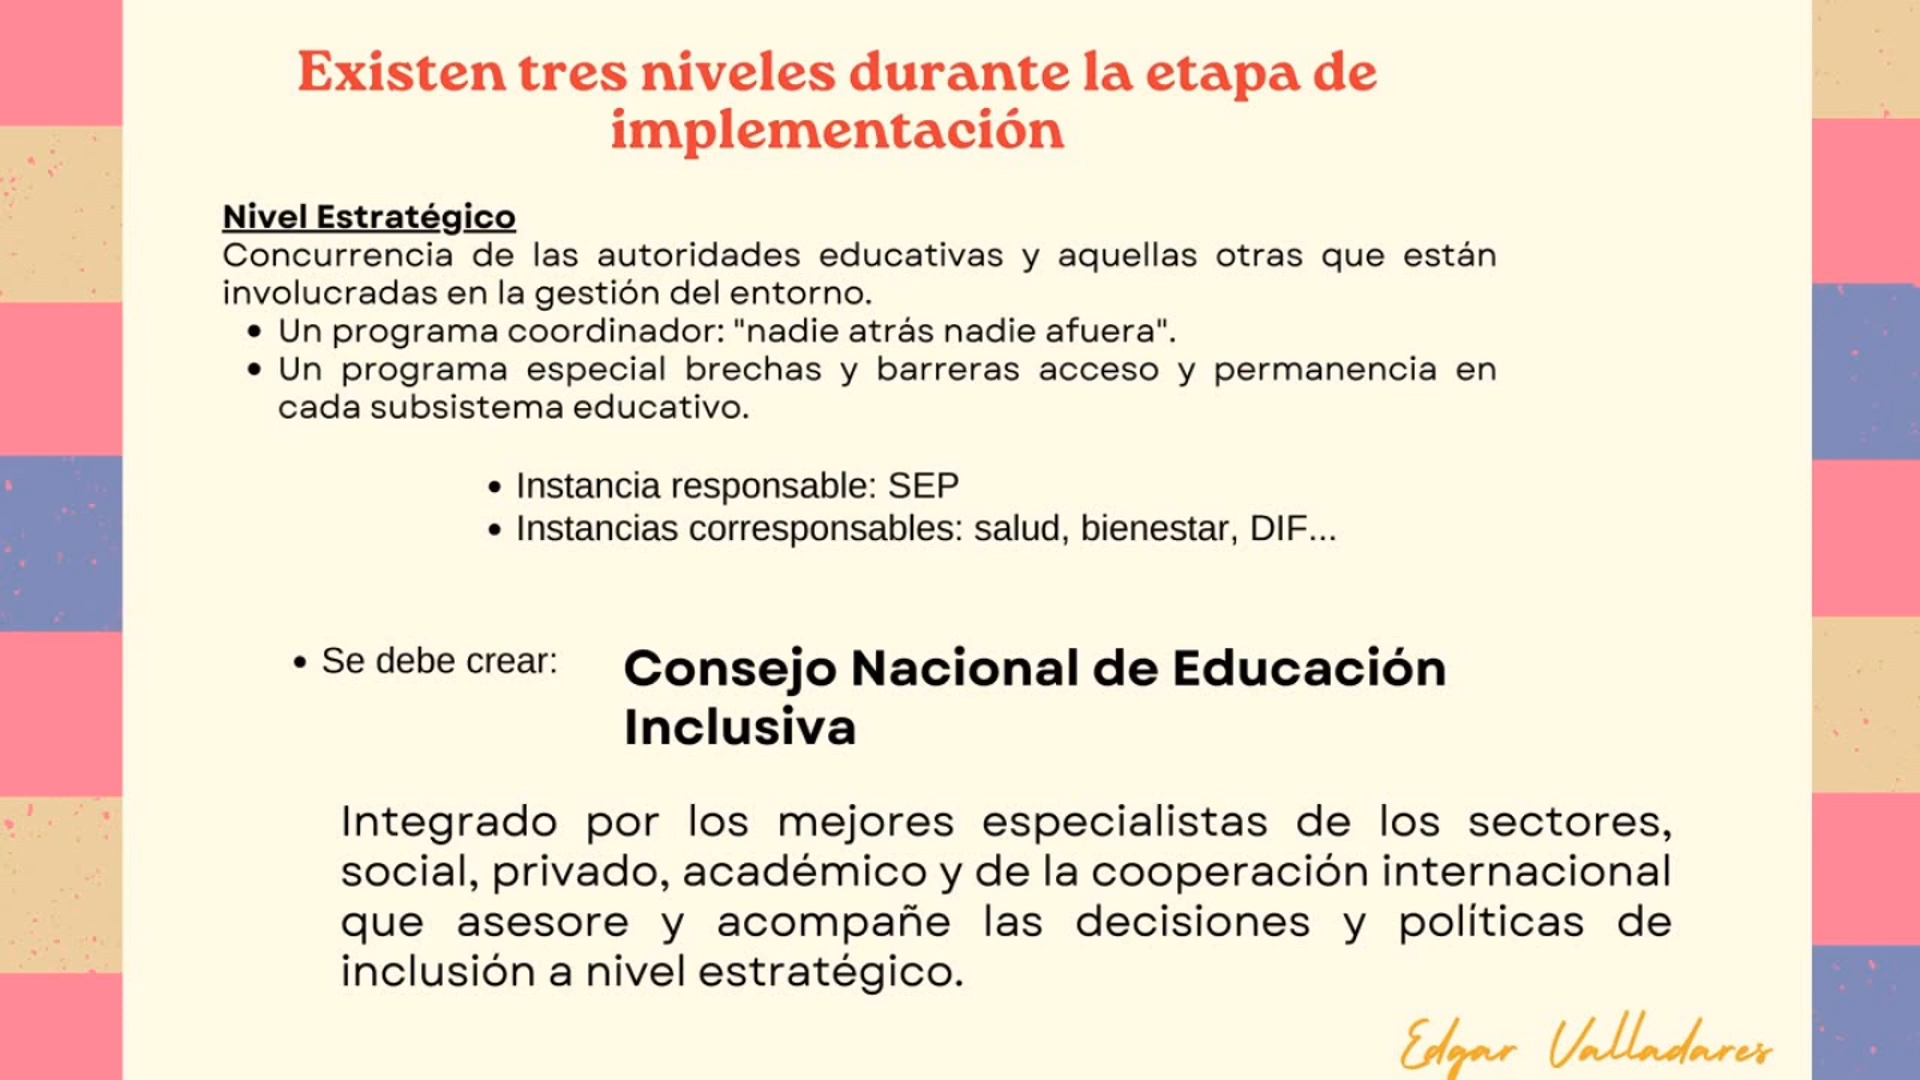 Existen tres niveles durante la etapa de
implementación
Nivel Estratégico
Concurrencia de las autoridades educativas y aquellas otras que están
involucradas en la gestión del entorno.
• Un programa coordinador: "nadie atrás nadie afuera".
• Un programa especial brechas y barreras acceso y permanencia en
cada subsistema educativo.
• Instancia responsable: SEP
• Instancias corresponsables: salud, bienestar, DIF...
• Se debe crear:
Consejo Nacional de Educación
Inclusiva
Integrado por los mejores especialistas de los sectores,
social, privado, académico y de la cooperación internacional
que asesore y acompañe las decisiones y políticas de
inclusión a nivel estratégico.
Edgar Valladares